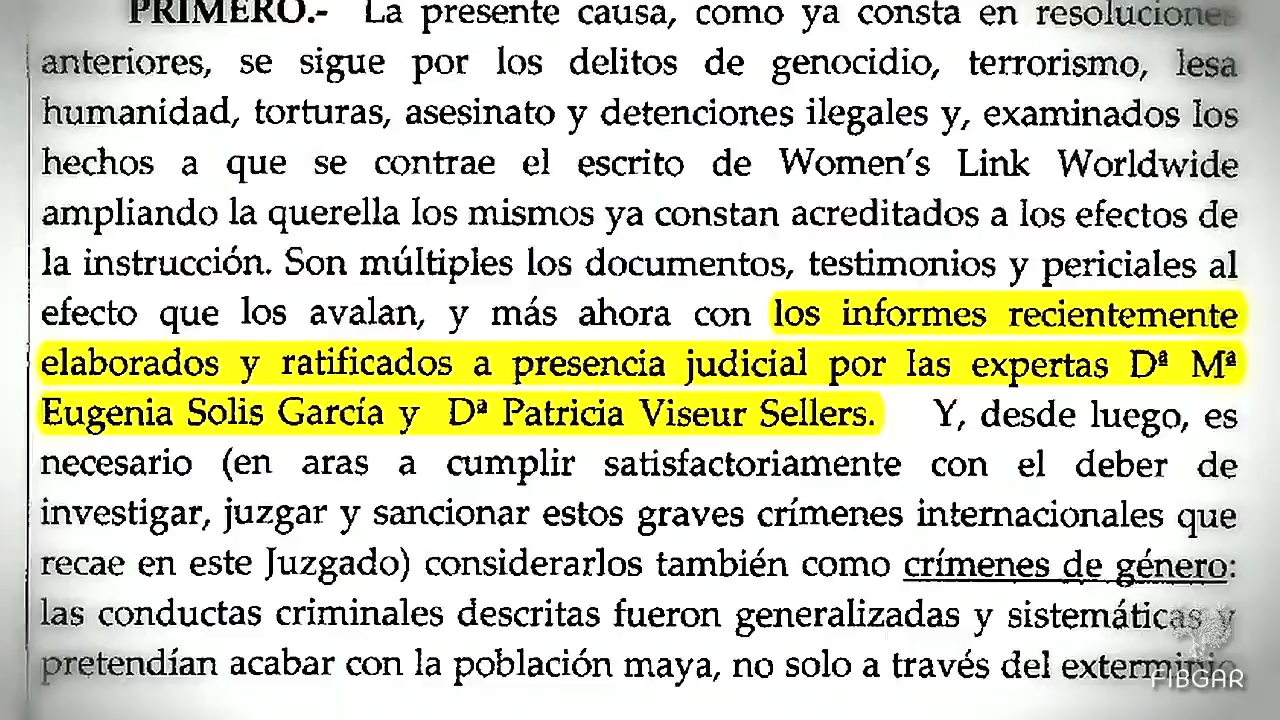 PRIMERO.- La presente causa, como ya consta en resoluciones
anteriores, se sigue por los delitos de genocidio, terrorismo, lesa
humanidad, torturas, asesinato y detenciones ilegales y, examinados los
hechos a que se contrae el escrito de Women's Link Worldwide
ampliando la querella los mismos ya constan acreditados a los efectos de
la instrucción. Son múltiples los documentos, testimonios y periciales al
efecto que los avalan, y más ahora con los informes recientemente
elaborados y ratificados a presencia judicial por las expertas Dª Mª
Eugenia Solis García y Dª Patricia Viseur Sellers. Y, desde luego, es
necesario (en aras a cumplir satisfactoriamente con el deber de
investigar, juzgar y sancionar estos graves crímenes internacionales que
recae en este Juzgado) considerarlos también como crímenes de género:
las conductas criminales descritas fueron generalizadas y sistemáticas y
pretendían acabar con la población maya, no solo a través del exterminio
FIBGAR